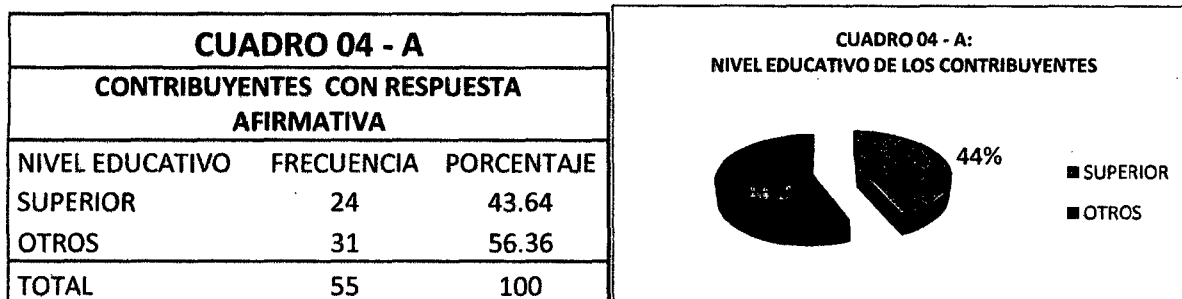 CUADRO 04 - A
CONTRIBUYENTES CON RESPUESTA
AFIRMATIVA
NIVEL EDUCATIVO FRECUENCIA PORCENTAJE
SUPERIOR 24 43.64
OTROS 31 56.36
TOTAL 55 100
CUADRO 04 - A:
NIVEL EDUCATIVO DE LOS CONTRIBUYENTES
44%
SUPERIOR
OTROS